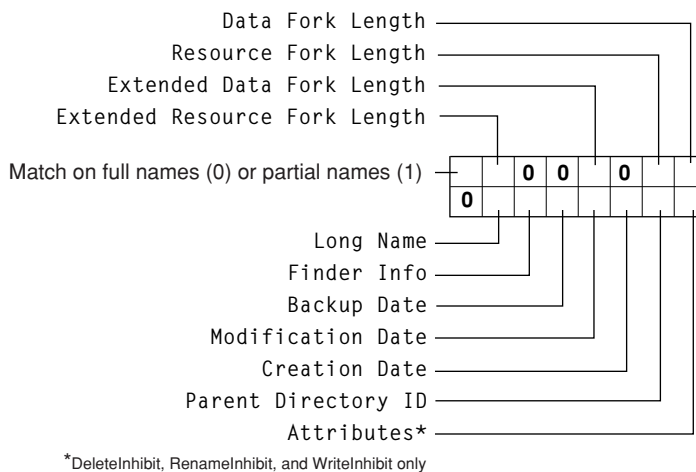 Data Fork Length
Resource Fork Length
Extended Data Fork Length
Extended Resource Fork Length
Match on full names (0) or partial names (1)
0 0 0
0
Long Name
Finder Info
Backup Date
Modification Date
Creation Date
Parent Directory ID
Attributes*
*DeleteInhibit, RenameInhibit, and WriteInhibit only